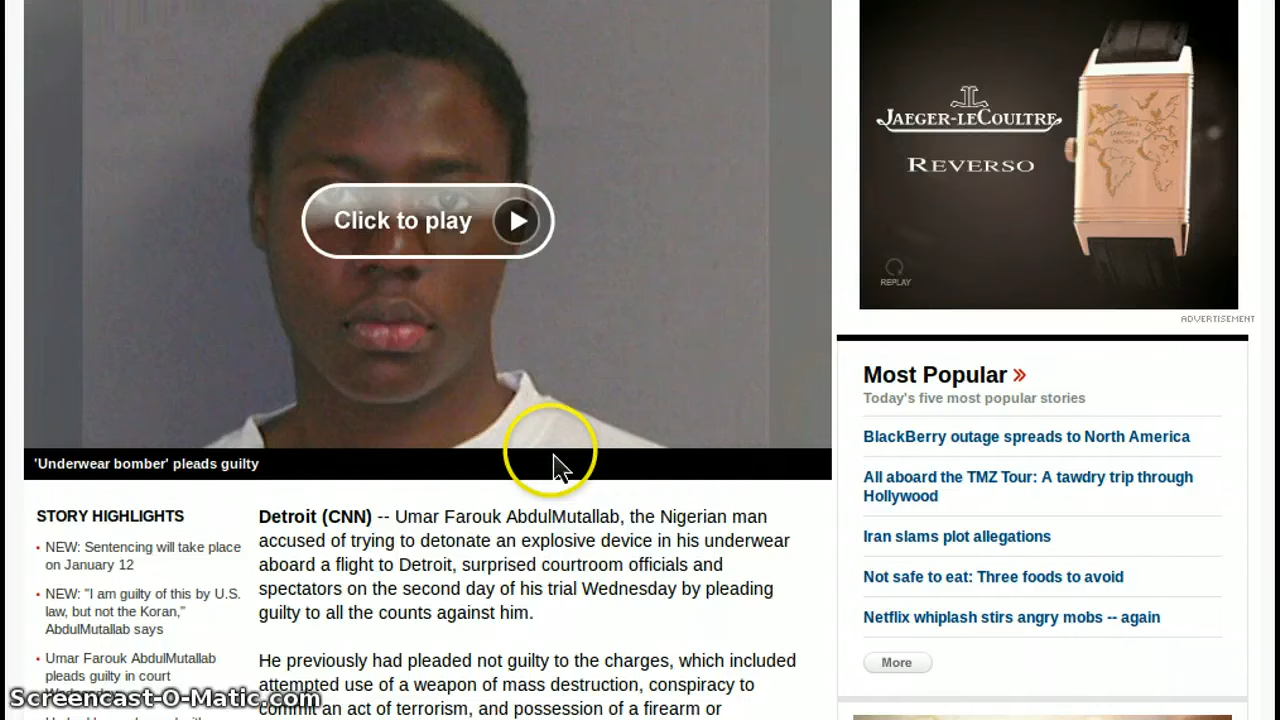 Click to play
'Underwear bomber' pleads guilty
STORY HIGHLIGHTS
NEW: Sentencing will take place
on January 12
NEW: "I am guilty of this by U.S.
law, but not the Koran,"
AbdulMutallab says
Umar Farouk AbdulMutallab
pleads guilty in court
Detroit (CNN) -- Umar Farouk AbdulMutallab, the Nigerian man
accused of trying to detonate an explosive device in his underwear
aboard a flight to Detroit, surprised courtroom officials and
spectators on the second day of his trial Wednesday by pleading
guilty to all the counts against him.
He previously had pleaded not guilty to the charges, which included
attempted use of a weapon of mass destruction, conspiracy to
commit an act of terrorism, and possession of a firearm or
JAEGER-LECOULTRE
REVERSO
REPLAY
ADVERTISEMENT
Most Popular »
Today's five most popular stories
BlackBerry outage spreads to North America
All aboard the TMZ Tour: A tawdry trip through
Hollywood
Iran slams plot allegations
Not safe to eat: Three foods to avoid
Netflix whiplash stirs angry mobs -- again
More
Screencast-O-Matic.com